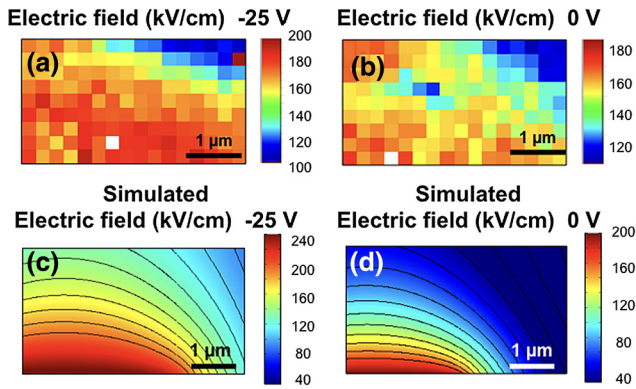 Electric field (kV/cm) -25 V
(a)
1 μm
200
180
160
140
120
100
Electric field (kV/cm) 0 V
(b)
1 μm
180
160
140
120
Simulated
Electric field (kV/cm) -25 V
(c)
1 μm
240
200
160
120
80
40
Simulated
Electric field (kV/cm) 0 V
(d)
1 μm
200
160
120
80
40